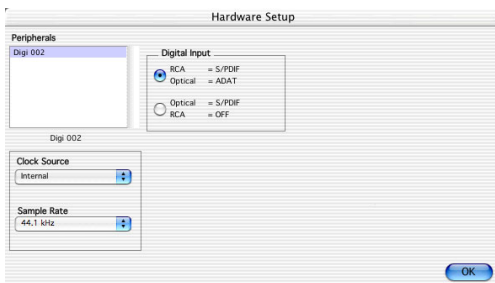 Hardware Setup
Peripherals
Digi 002
Digital Input
RCA = S/PDIF
Optical = ADAT
Optical = S/PDIF
RCA = OFF
Digi 002
Clock Source
Internal
Sample Rate
44.1 kHz
OK